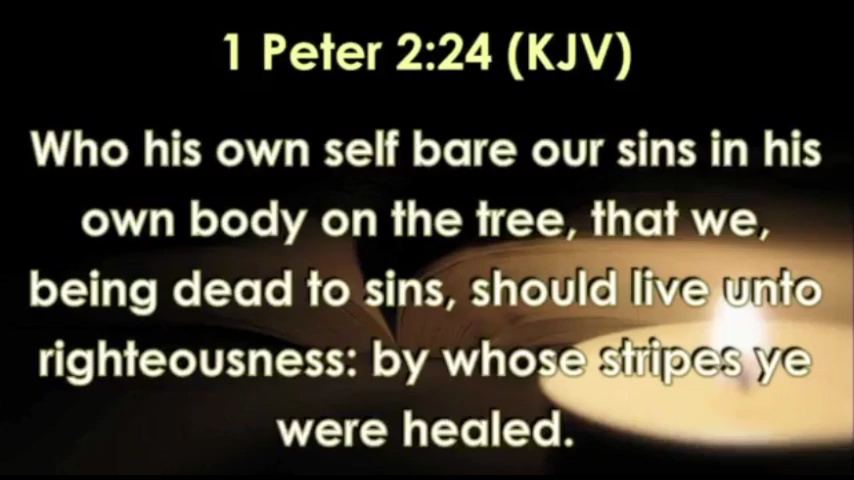 1 Peter 2:24 (KJV)
Who his own self bare our sins in his
own body on the tree, that we,
being dead to sins, should live unto
righteousness: by whose stripes ye
were healed.